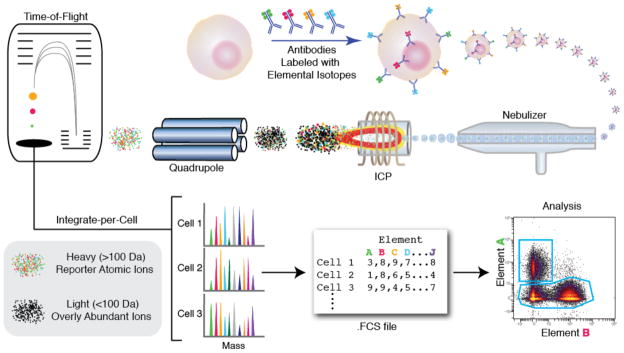 Time-of-Flight
Antibodies
Labeled with
Elemental Isotopes
Nebulizer
Quadrupole
ICP
Integrate-per-Cell
Heavy (>100 Da)
Reporter Atomic Ions
Light (<100 Da)
Overly Abundant Ions
Cell 1
Cell 2
Cell 3
Mass
Element
A B C D....J
Cell 1 3,8,9,7...8
Cell 2 1,8,6,5...4
Cell 3 9,9,4,5...7
.FCS file
Analysis
Element A
Element B